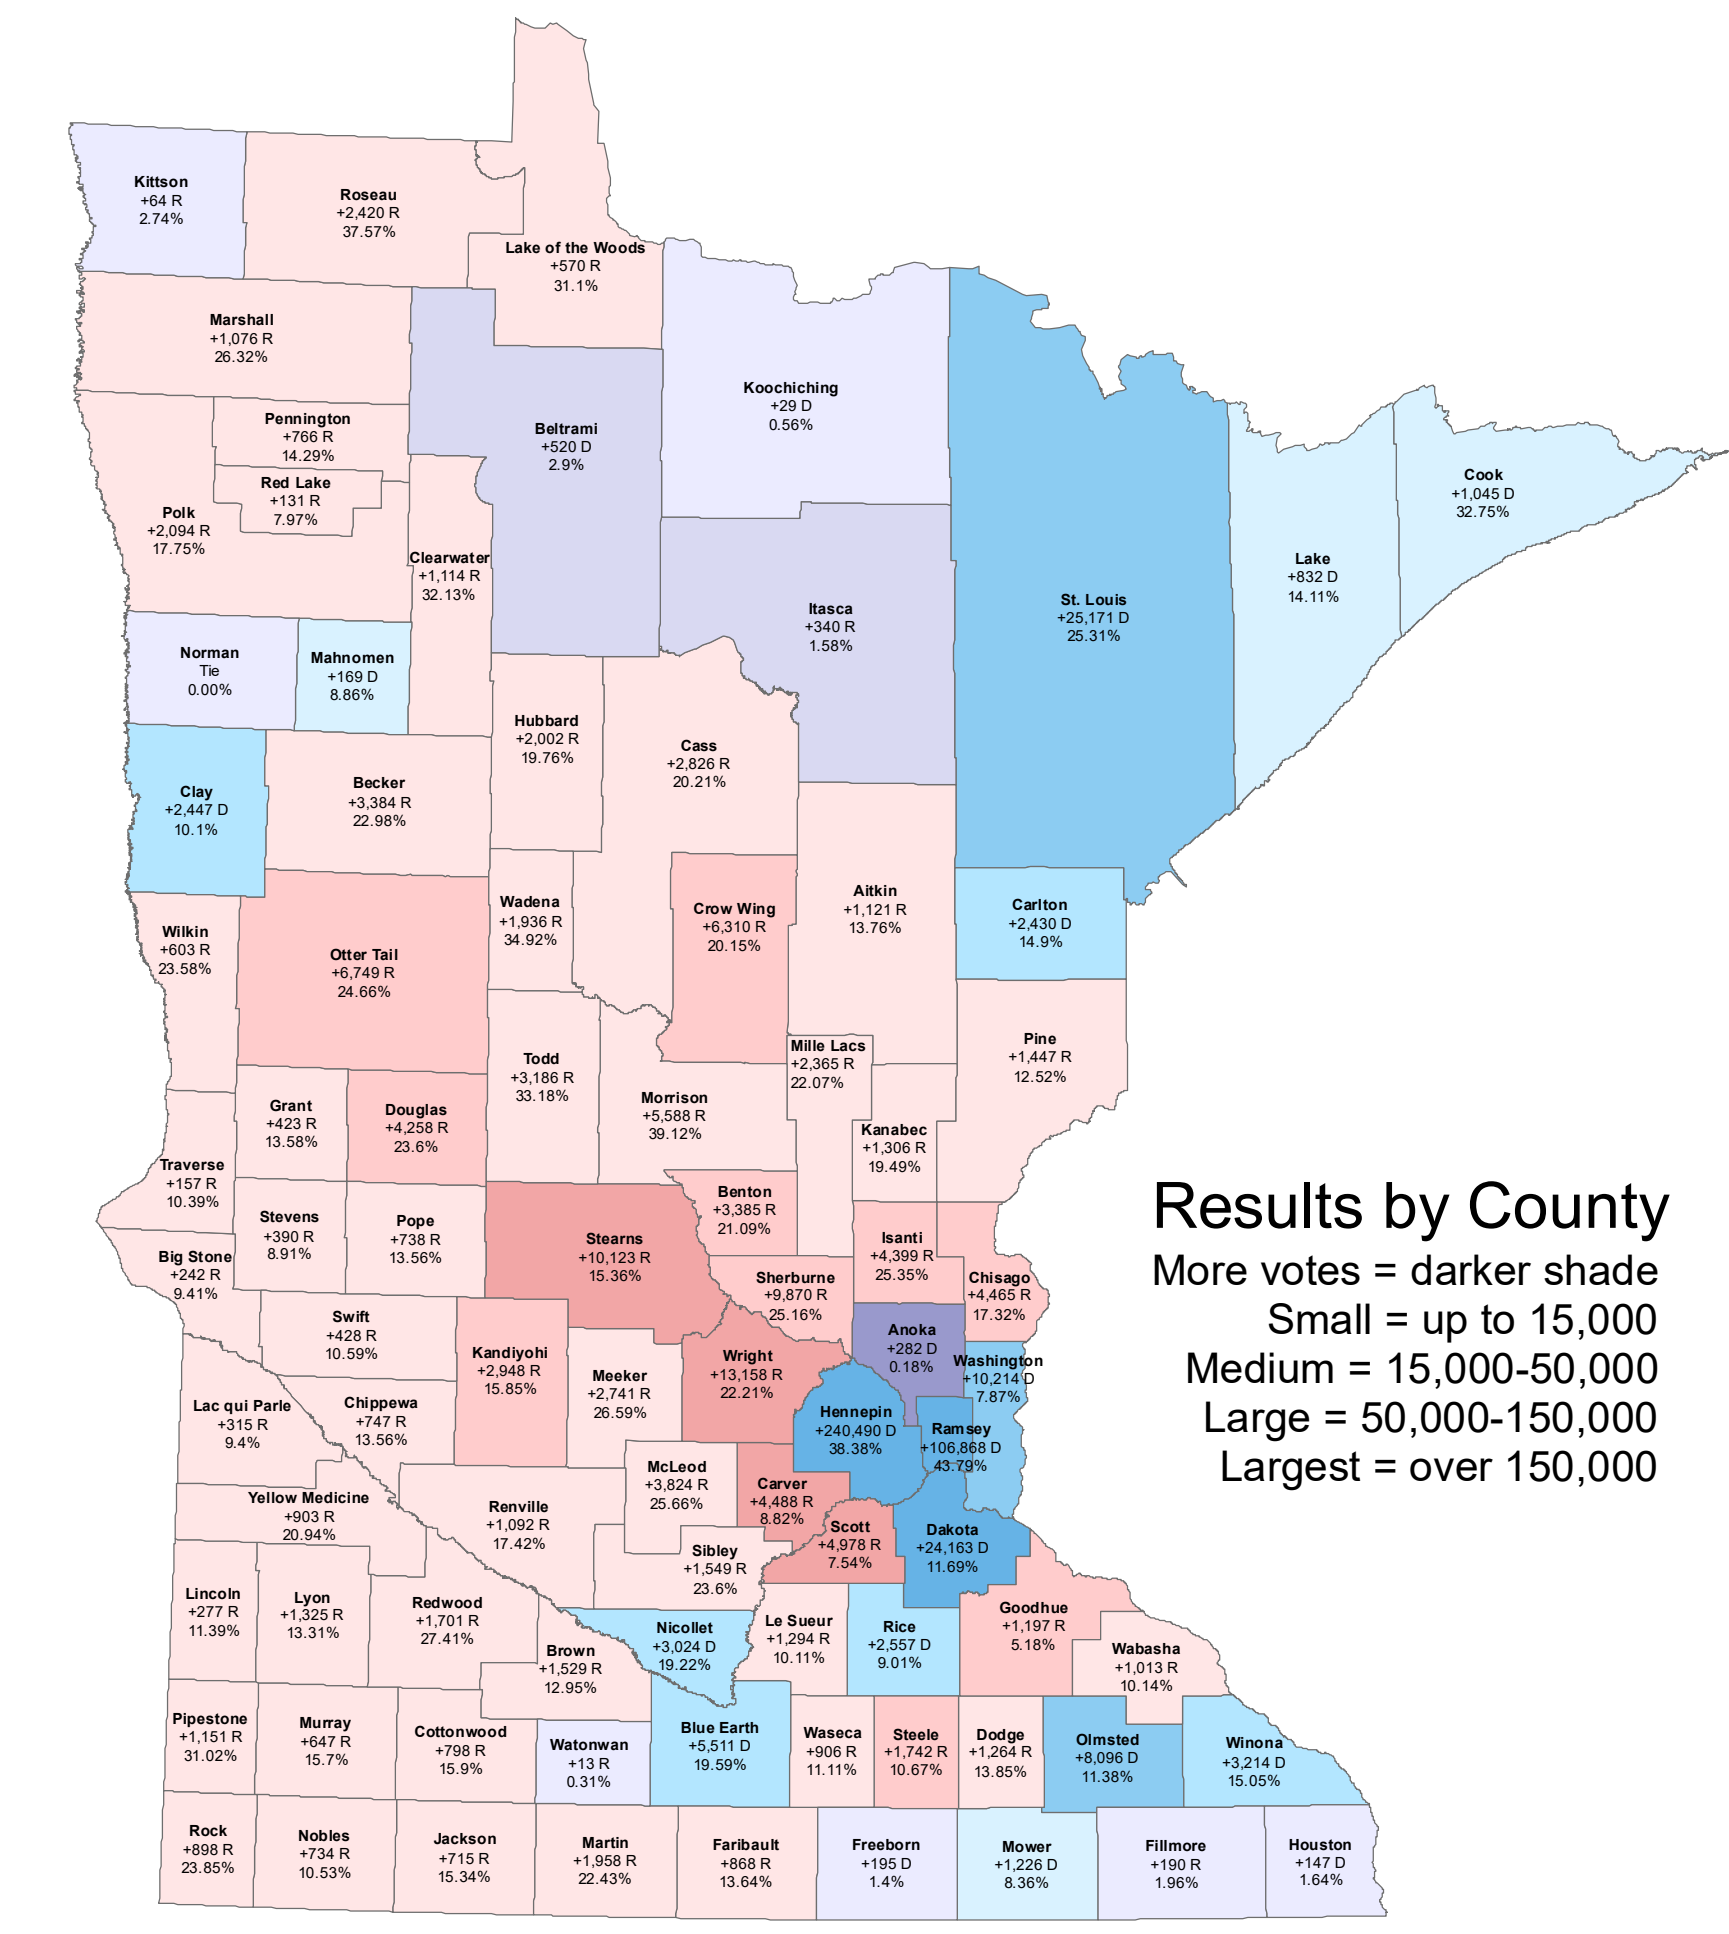 Kittson
+64 R
2.74%
Roseau
+2,420 R
37.57%
Lake of the Woods
+570 R
31.1%
Marshall
+1,076 R
26.32%
Koochiching
+29 D
0.56%
Beltrami
+520 D
2.9%
Pennington
+766 R
14.29%
Red Lake
+131 R
7.97%
Polk
+2,094 R
17.75%
Clearwater
+1,114 R
32.13%
Cook
+1,045 D
32.75%
Lake
+832 D
14.11%
St. Louis
+25,171 D
25.31%
Itasca
+340 R
1.58%
Norman
Tie
0.00%
Mahnomen
+169 D
8.86%
Hubbard
+2,002 R
19.76%
Cass
+2,826 R
20.21%
Clay
+2,447 D
10.1%
Becker
+3,384 R
22.98%
Wadena
+1,936 R
34.92%
Crow Wing
+6,310 R
20.15%
Aitkin
+1,121 R
13.76%
Carlton
+2,430 D
14.9%
Wilkin
+603 R
23.58%
Otter Tail
+6,749 R
24.66%
Todd
+3,186 R
33.18%
Mille Lacs
+2,365 R
22.07%
Pine
+1,447 R
12.52%
Grant
+423 R
13.58%
Douglas
+4,258 R
23.6%
Morrison
+5,588 R
39.12%
Kanabec
+1,306 R
19.49%
Traverse
+157 R
10.39%
Stevens
+390 R
8.91%
Pope
+738 R
13.56%
Benton
+3,385 R
21.09%
Results by County
More votes = darker shade
Small = up to 15,000
Medium = 15,000-50,000
Large = 50,000-150,000
Largest = over 150,000
Big Stone
+242 R
9.41%
Stearns
+10,123 R
15.36%
Isanti
+4,399 R
25.35%
Sherburne
+9,870 R
25.16%
Chisago
+4,465 R
17.32%
Swift
+428 R
10.59%
Kandiyohi
+2,948 R
15.85%
Meeker
+2,741 R
26.59%
Wright
+13,158 R
22.21%
Anoka
+282 D
0.18%
Washington
+10,214 D
7.87%
Lac qui Parle
+315 R
9.4%
Chippewa
+747 R
13.56%
Hennepin
+240,490 D
38.38%
Ramsey
+106,868 D
43.79%
McLeod
+3,824 R
25.66%
Carver
+4,488 R
8.82%
Yellow Medicine
+903 R
20.94%
Renville
+1,092 R
17.42%
Scott
+4,978 R
7.54%
Dakota
+24,163 D
11.69%
Sibley
+1,549 R
23.6%
Lincoln
+277 R
11.39%
Lyon
+1,325 R
13.31%
Redwood
+1,701 R
27.41%
Brown
+1,529 R
12.95%
Nicollet
+3,024 D
19.22%
Le Sueur
+1,294 R
10.11%
Rice
+2,557 D
9.01%
Goodhue
+1,197 R
5.18%
Wabasha
+1,013 R
10.14%
Pipestone
+1,151 R
31.02%
Murray
+647 R
15.7%
Cottonwood
+798 R
15.9%
Watonwan
+13 R
0.31%
Blue Earth
+5,511 D
19.59%
Waseca
+906 R
11.11%
Steele
+1,742 R
10.67%
Dodge
+1,264 R
13.85%
Olmsted
+8,096 D
11.38%
Winona
+3,214 D
15.05%
Rock
+898 R
23.85%
Nobles
+734 R
10.53%
Jackson
+715 R
15.34%
Martin
+1,958 R
22.43%
Faribault
+868 R
13.64%
Freeborn
+195 D
1.4%
Mower
+1,226 D
8.36%
Fillmore
+190 R
1.96%
Houston
+147 D
1.64%